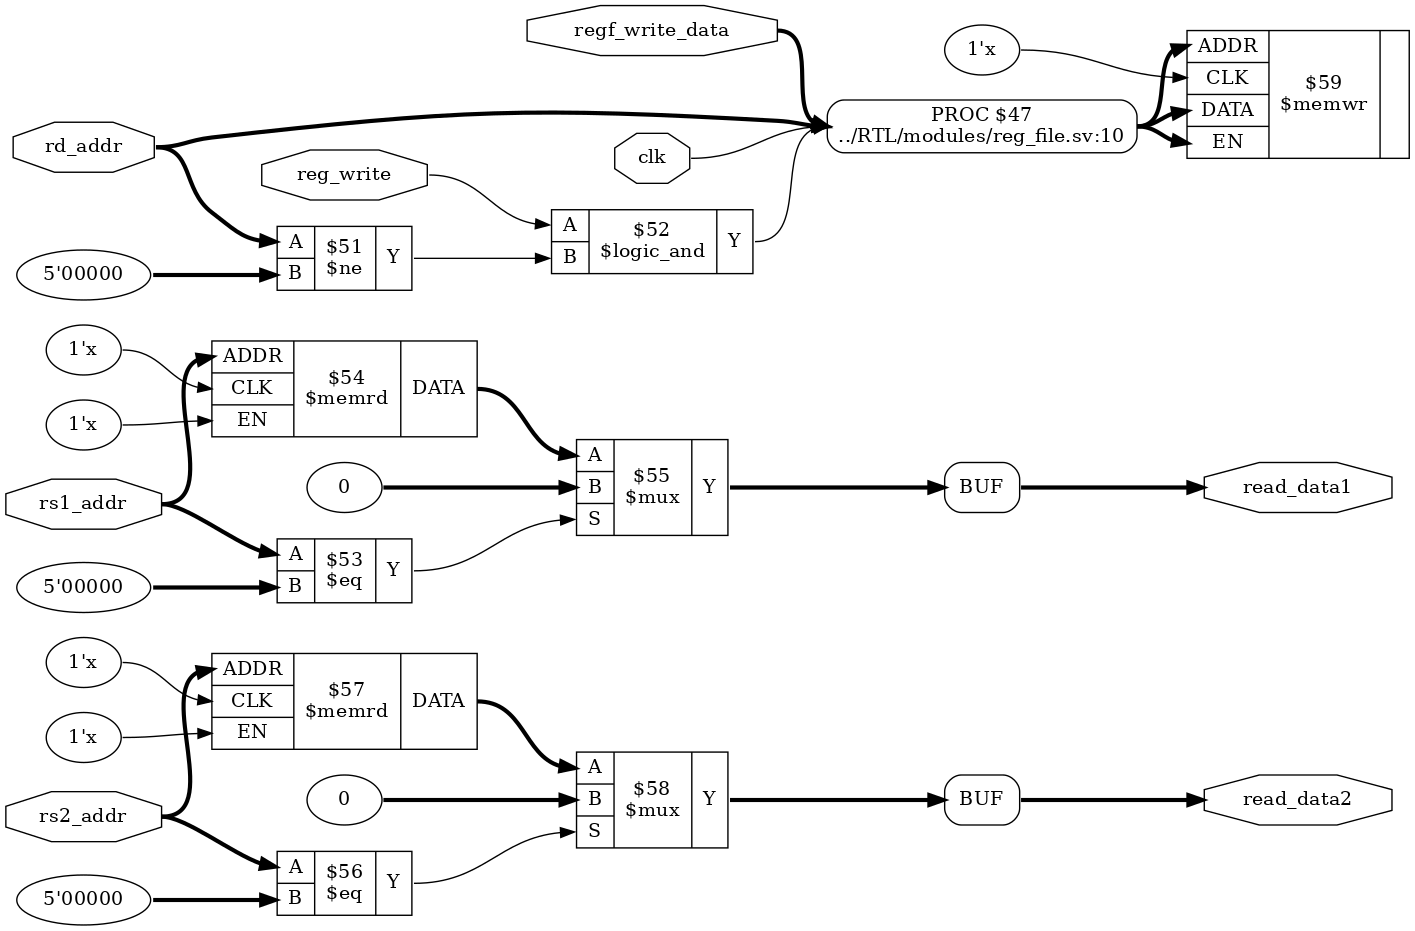 regf_write_data
1'x
ADDR
CLK
DATA
EN
$59
$memwr
PROC $47
../RTL/modules/reg_file.sv:10
rd_addr
clk
reg_write
A
B
$52
$logic_and
Y
A
B
$51
$ne
Y
5'00000
1'x
1'x
ADDR
CLK
EN
$54
$memrd
DATA
rs1_addr
0
A
B
S
$55
$mux
Y
BUF
read_data1
A
B
$53
$eq
Y
5'00000
1'x
1'x
ADDR
CLK
EN
$57
$memrd
DATA
rs2_addr
0
A
B
S
$58
$mux
Y
BUF
read_data2
A
B
$56
$eq
Y
5'00000